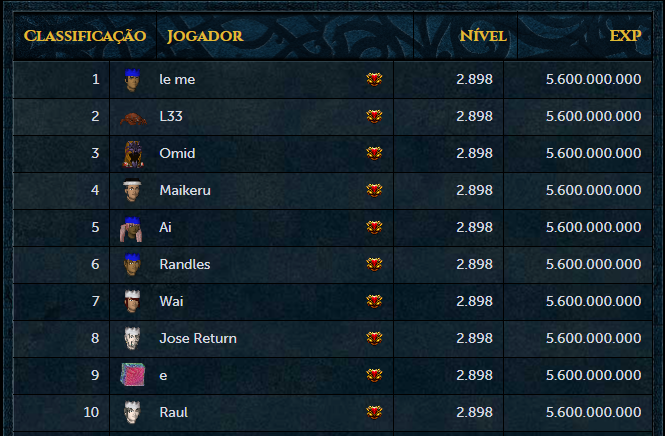 Classificação Jogador Nível EXP
1 le me 2.898 5.600.000.000
2 L33 2.898 5.600.000.000
3 Omid 2.898 5.600.000.000
4 Maikeru 2.898 5.600.000.000
5 Ai 2.898 5.600.000.000
6 Randles 2.898 5.600.000.000
7 Wai 2.898 5.600.000.000
8 Jose Return 2.898 5.600.000.000
9 e 2.898 5.600.000.000
10 Raul 2.898 5.600.000.000